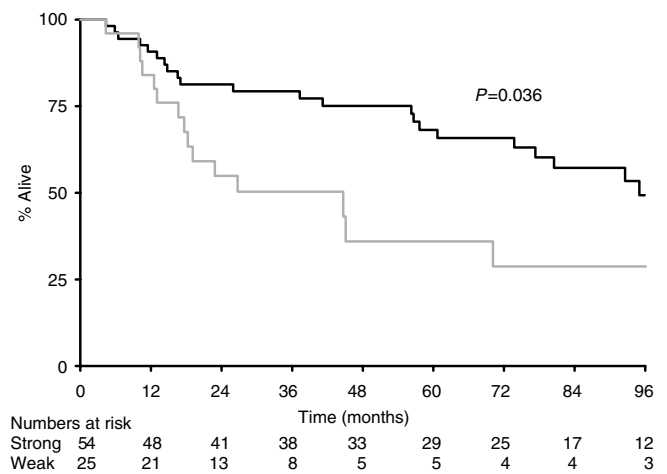 100
75
50
25
0
% Alive
P=0.036
0 12 24 36 48 60 72 84 96
Time (months)
Numbers at risk
Strong 54 48 41 38 33 29 25 17 12
Weak 25 21 13 8 5 5 4 4 3